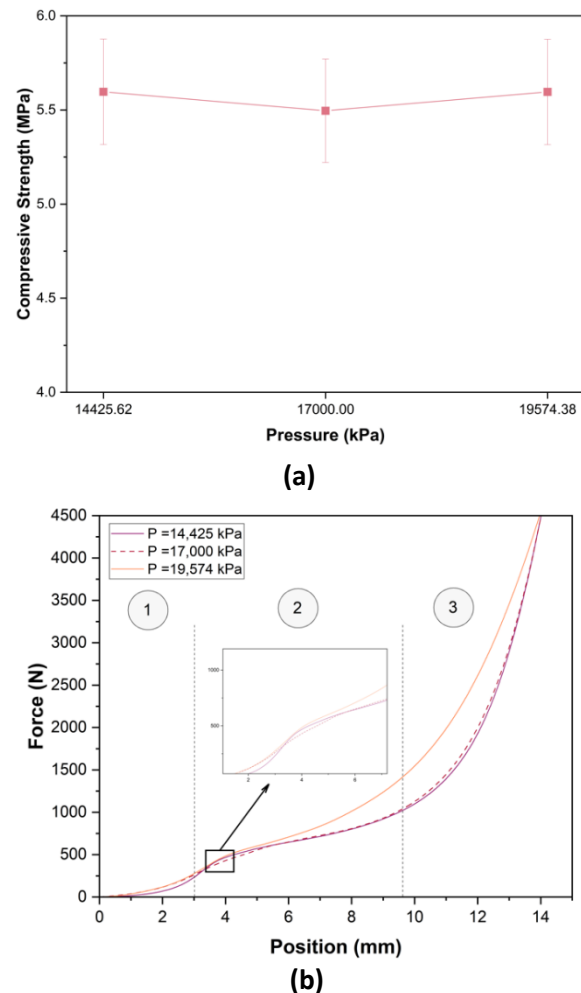 6.0
5.5
5.0
4.5
4.0
Compressive Strength (MPa)
14425.62 17000.00 19574.38
Pressure (kPa)
(a)
4500
4000
3500
3000
2500
2000
1500
1000
500
0
Force (N)
P =14,425 kPa
P =17,000 kPa
P =19,574 kPa
1 2 3
1000
500
2 4 6
0 2 4 6 8 10 12 14
Position (mm)
(b)